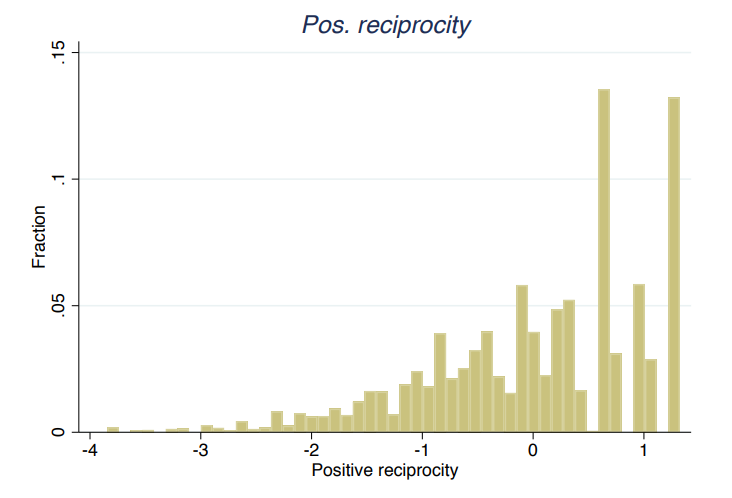 Pos. reciprocity
.15
.1
.05
0
Fraction
-4 -3 -2 -1 0 1
Positive reciprocity